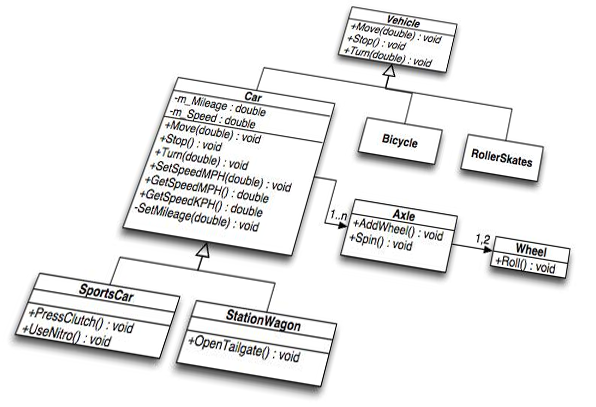 Vehicle
+Move(double) : void
+Stop() : void
+Turn(double) : void
Car
-m_Mileage : double
-m_Speed : double
+Move(double) : void
+Stop() : void
+Turn(double) : void
+SetSpeedMPH(double) : void
+GetSpeedMPH() : double
+GetSpeedKPH() : double
-SetMileage(double) : void
Bicycle
RollerSkates
1..n
Axle
+AddWheel() : void
+Spin() : void
1,2
Wheel
+Roll() : void
SportsCar
+PressClutch() : void
+UseNitro() : void
StationWagon
+OpenTailgate() : void